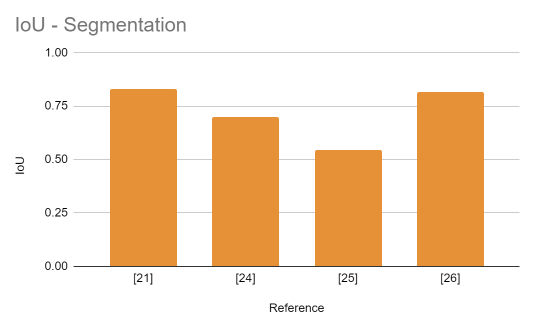 IoU - Segmentation
1.00
0.75
0.50
0.25
0.00
IoU
[21] [24] [25] [26]
Reference